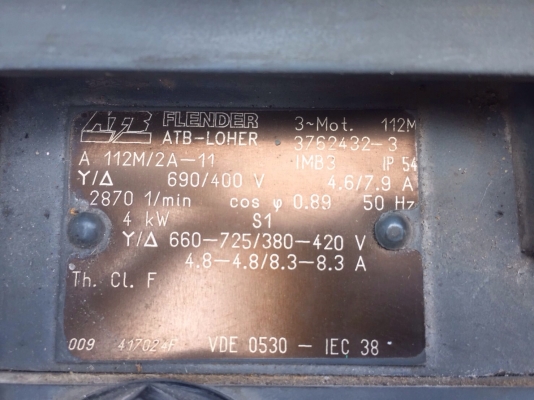 ATB FLENDER 3~Mot. 112M
ATB-LOHER 3762432-3
A 112M/2A-11 IMB3 IP 54
Y/Δ 690/400 V 4.6/7.9 A
2870 1/min cos φ 0.89 50 Hz
4 kW S1
Y/Δ 660-725/380-420 V
4.8-4.8/8.3-8.3 A
Th. Cl. F
009 VDE 0530 - IEC 38